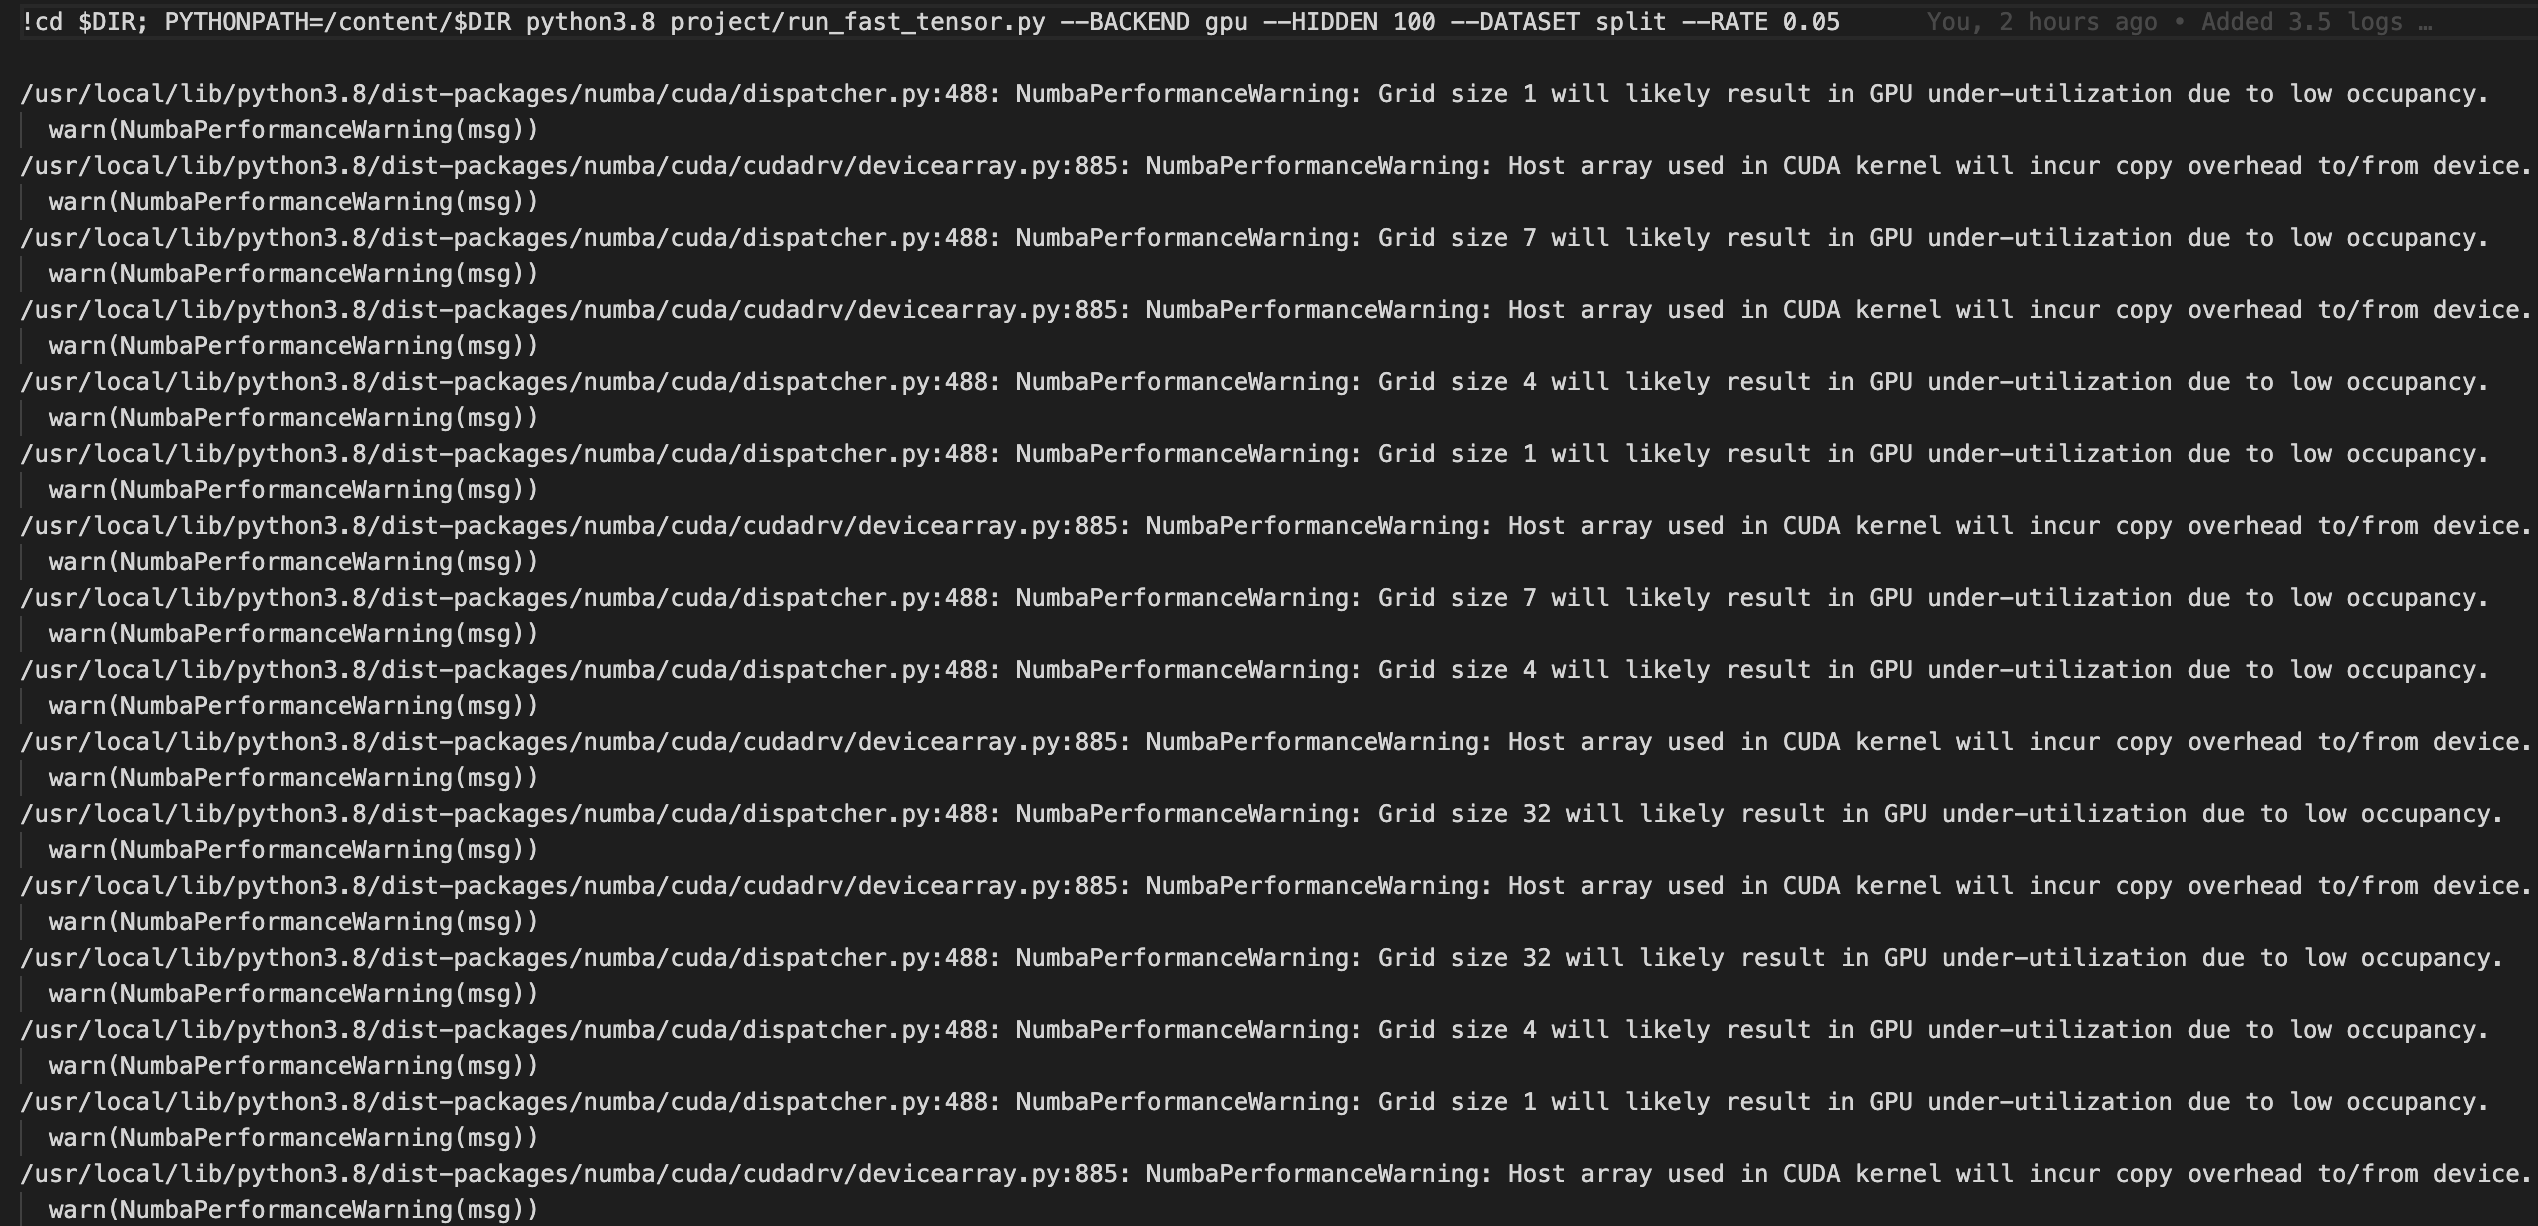 !cd $DIR; PYTHONPATH=/content/$DIR python3.8 project/run_fast_tensor.py --BACKEND gpu --HIDDEN 100 --DATASET split --RATE 0.05 You, 2 hours ago • Added 3.5 logs …
/usr/local/lib/python3.8/dist-packages/numba/cuda/dispatcher.py:488: NumbaPerformanceWarning: Grid size 1 will likely result in GPU under-utilization due to low occupancy.
warn(NumbaPerformanceWarning(msg))
/usr/local/lib/python3.8/dist-packages/numba/cuda/cudadrv/devicearray.py:885: NumbaPerformanceWarning: Host array used in CUDA kernel will incur copy overhead to/from device.
warn(NumbaPerformanceWarning(msg))
/usr/local/lib/python3.8/dist-packages/numba/cuda/dispatcher.py:488: NumbaPerformanceWarning: Grid size 7 will likely result in GPU under-utilization due to low occupancy.
warn(NumbaPerformanceWarning(msg))
/usr/local/lib/python3.8/dist-packages/numba/cuda/cudadrv/devicearray.py:885: NumbaPerformanceWarning: Host array used in CUDA kernel will incur copy overhead to/from device.
warn(NumbaPerformanceWarning(msg))
/usr/local/lib/python3.8/dist-packages/numba/cuda/dispatcher.py:488: NumbaPerformanceWarning: Grid size 4 will likely result in GPU under-utilization due to low occupancy.
warn(NumbaPerformanceWarning(msg))
/usr/local/lib/python3.8/dist-packages/numba/cuda/dispatcher.py:488: NumbaPerformanceWarning: Grid size 1 will likely result in GPU under-utilization due to low occupancy.
warn(NumbaPerformanceWarning(msg))
/usr/local/lib/python3.8/dist-packages/numba/cuda/cudadrv/devicearray.py:885: NumbaPerformanceWarning: Host array used in CUDA kernel will incur copy overhead to/from device.
warn(NumbaPerformanceWarning(msg))
/usr/local/lib/python3.8/dist-packages/numba/cuda/dispatcher.py:488: NumbaPerformanceWarning: Grid size 7 will likely result in GPU under-utilization due to low occupancy.
warn(NumbaPerformanceWarning(msg))
/usr/local/lib/python3.8/dist-packages/numba/cuda/dispatcher.py:488: NumbaPerformanceWarning: Grid size 4 will likely result in GPU under-utilization due to low occupancy.
warn(NumbaPerformanceWarning(msg))
/usr/local/lib/python3.8/dist-packages/numba/cuda/cudadrv/devicearray.py:885: NumbaPerformanceWarning: Host array used in CUDA kernel will incur copy overhead to/from device.
warn(NumbaPerformanceWarning(msg))
/usr/local/lib/python3.8/dist-packages/numba/cuda/dispatcher.py:488: NumbaPerformanceWarning: Grid size 32 will likely result in GPU under-utilization due to low occupancy.
warn(NumbaPerformanceWarning(msg))
/usr/local/lib/python3.8/dist-packages/numba/cuda/cudadrv/devicearray.py:885: NumbaPerformanceWarning: Host array used in CUDA kernel will incur copy overhead to/from device.
warn(NumbaPerformanceWarning(msg))
/usr/local/lib/python3.8/dist-packages/numba/cuda/dispatcher.py:488: NumbaPerformanceWarning: Grid size 32 will likely result in GPU under-utilization due to low occupancy.
warn(NumbaPerformanceWarning(msg))
/usr/local/lib/python3.8/dist-packages/numba/cuda/dispatcher.py:488: NumbaPerformanceWarning: Grid size 4 will likely result in GPU under-utilization due to low occupancy.
warn(NumbaPerformanceWarning(msg))
/usr/local/lib/python3.8/dist-packages/numba/cuda/dispatcher.py:488: NumbaPerformanceWarning: Grid size 1 will likely result in GPU under-utilization due to low occupancy.
warn(NumbaPerformanceWarning(msg))
/usr/local/lib/python3.8/dist-packages/numba/cuda/cudadrv/devicearray.py:885: NumbaPerformanceWarning: Host array used in CUDA kernel will incur copy overhead to/from device.
warn(NumbaPerformanceWarning(msg))